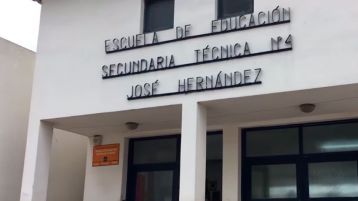 ESCUELA DE EDUCACIÓN
SECUNDARIA TÉCNICA Nº4
JOSÉ HERNÁNDEZ